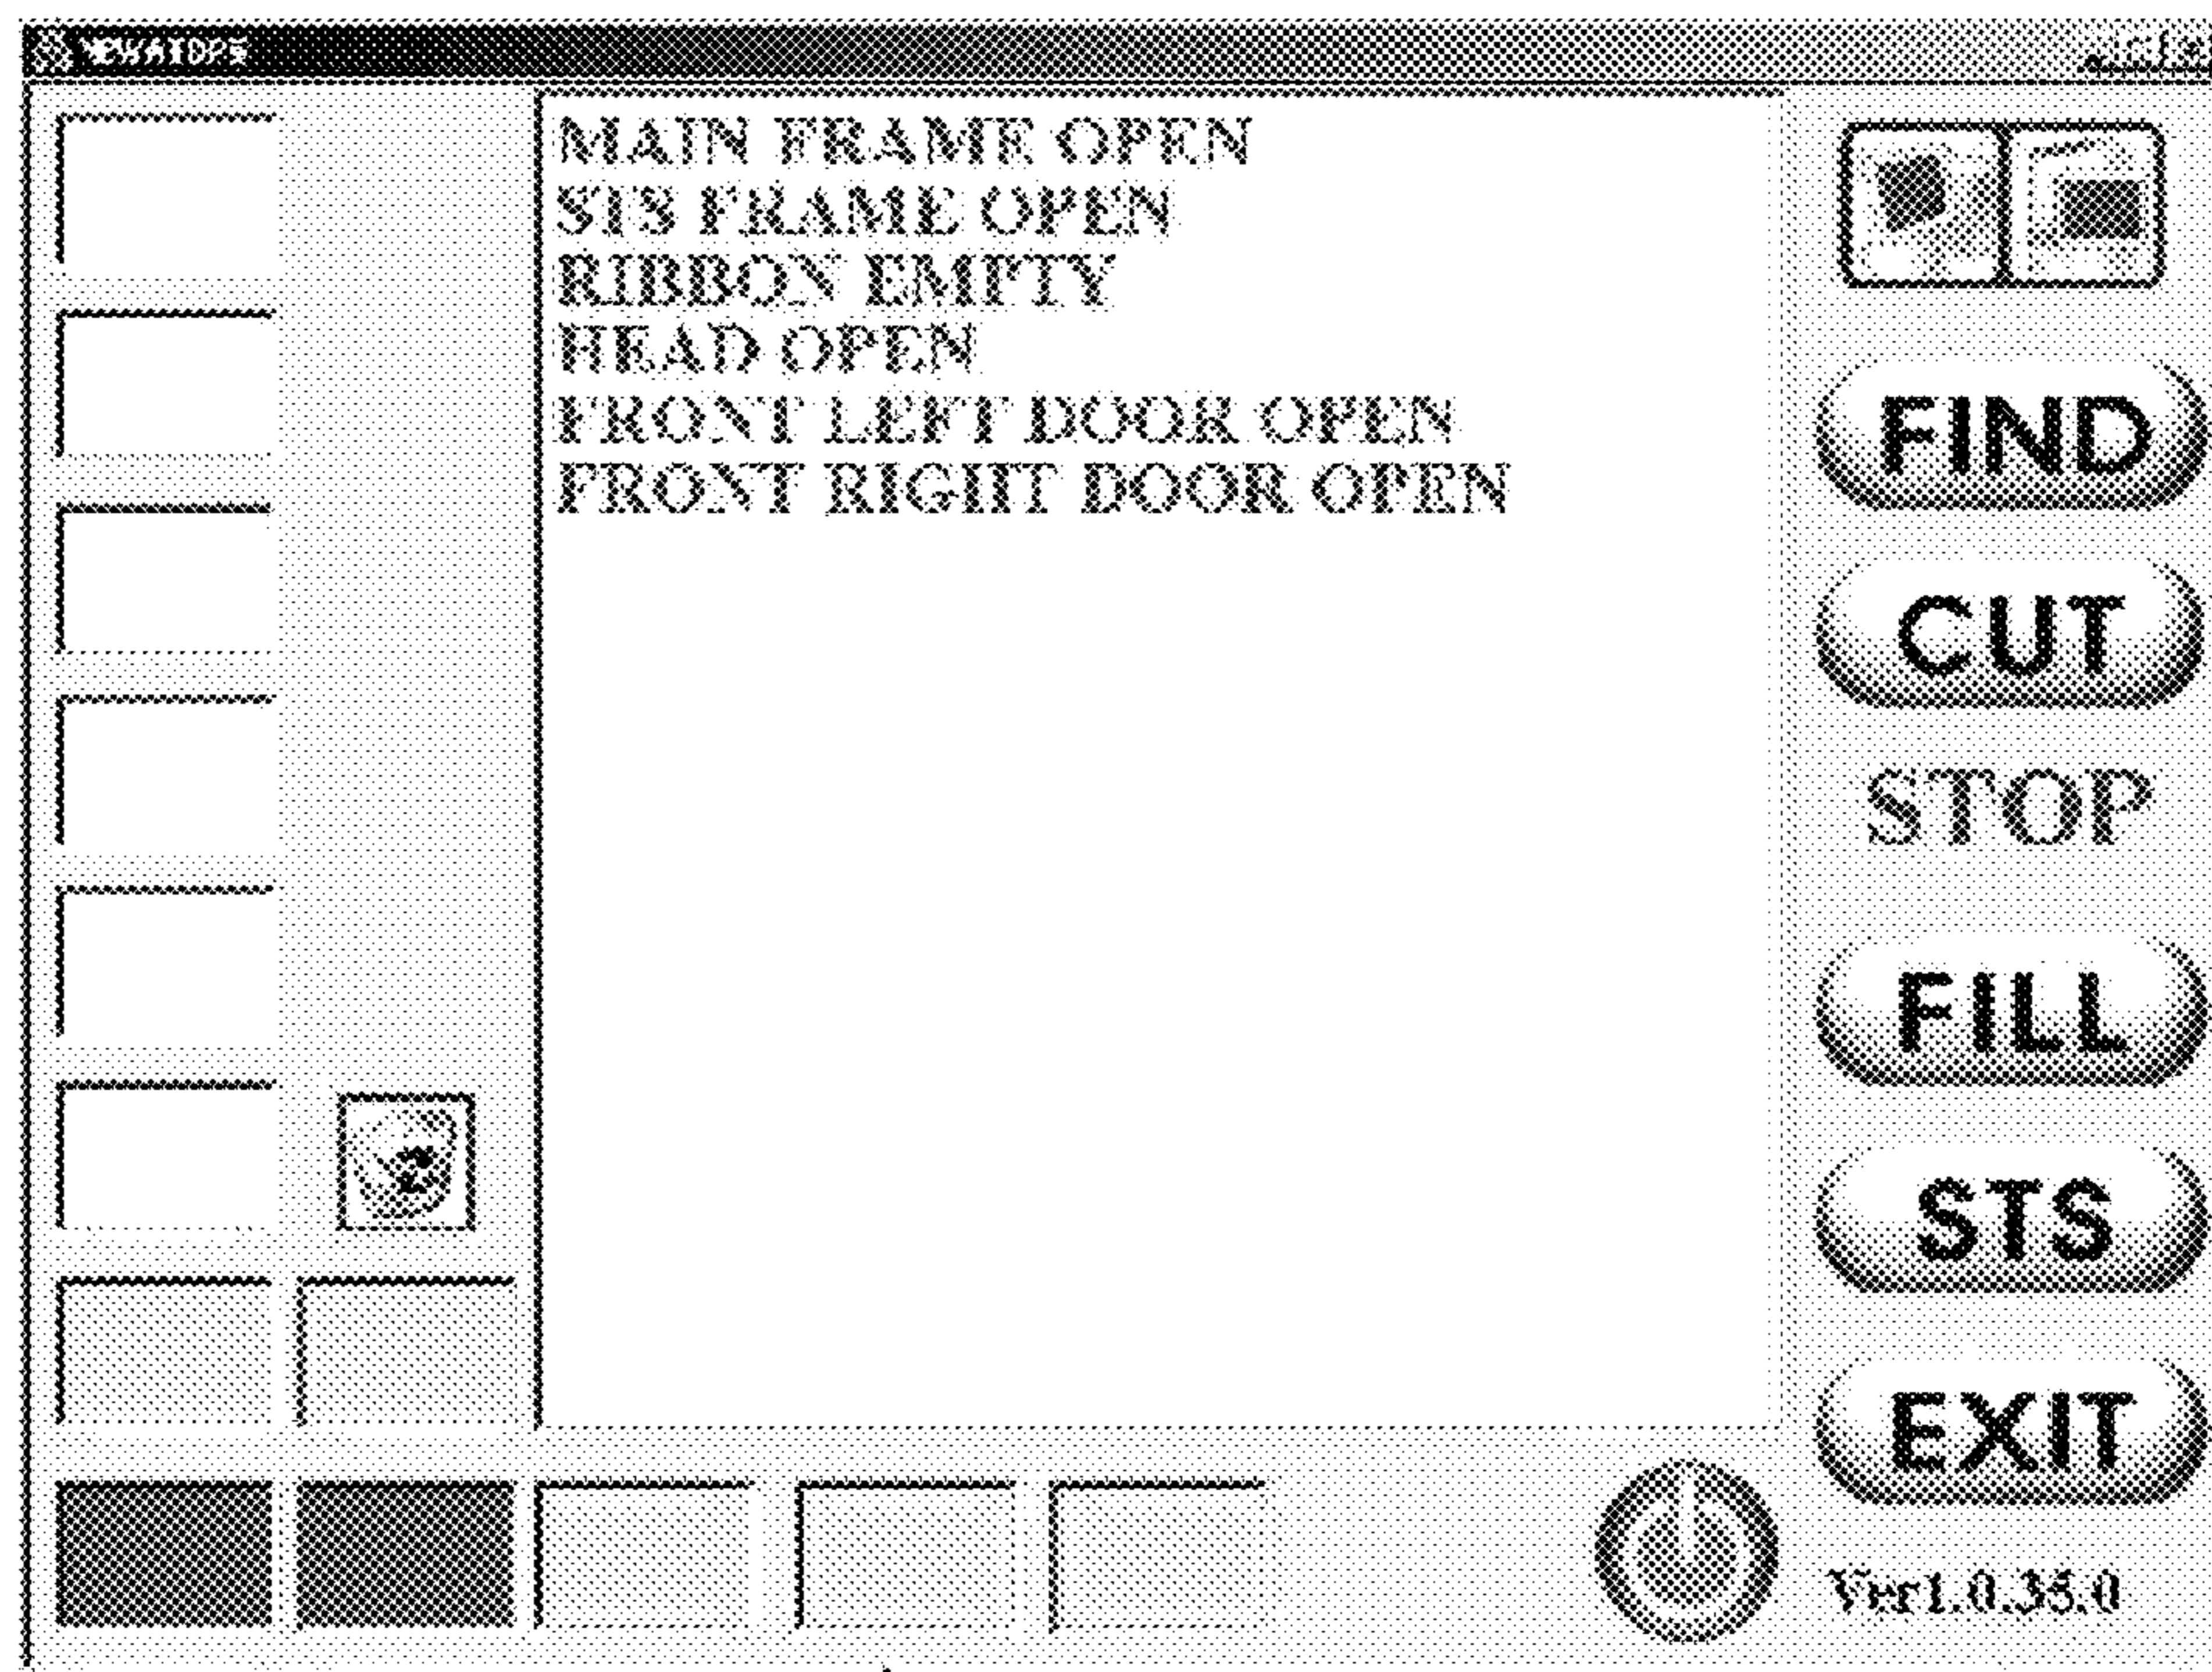 MAIN FRAME OPEN
STS FRAME OPEN
RIBBON EMPTY
HEAD OPEN
FRONT LEFT DOOR OPEN
FRONT RIGHT DOOR OPEN
FIND
CUT
STOP
FILL
STS
EXIT
Ver1.0.35.0